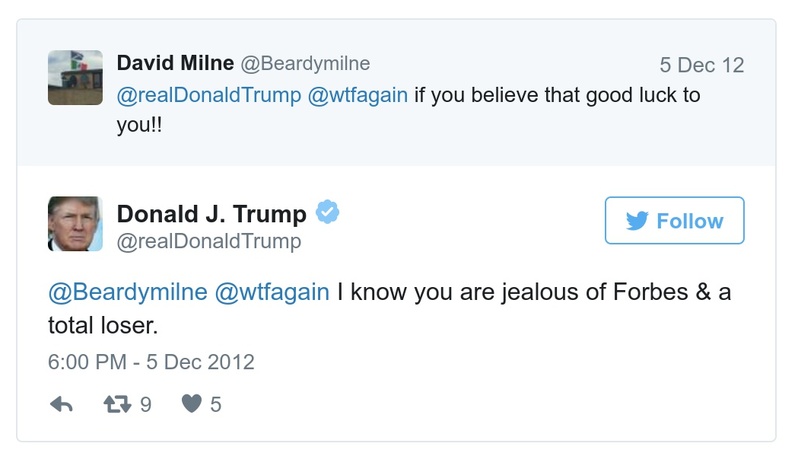 David Milne @Beardymilne 5 Dec 12
@realDonaldTrump @wtfagain if you believe that good luck to
you!!
Donald J. Trump
@realDonaldTrump
Follow
@Beardymilne @wtfagain I know you are jealous of Forbes & a
total loser.
6:00 PM - 5 Dec 2012
9 5